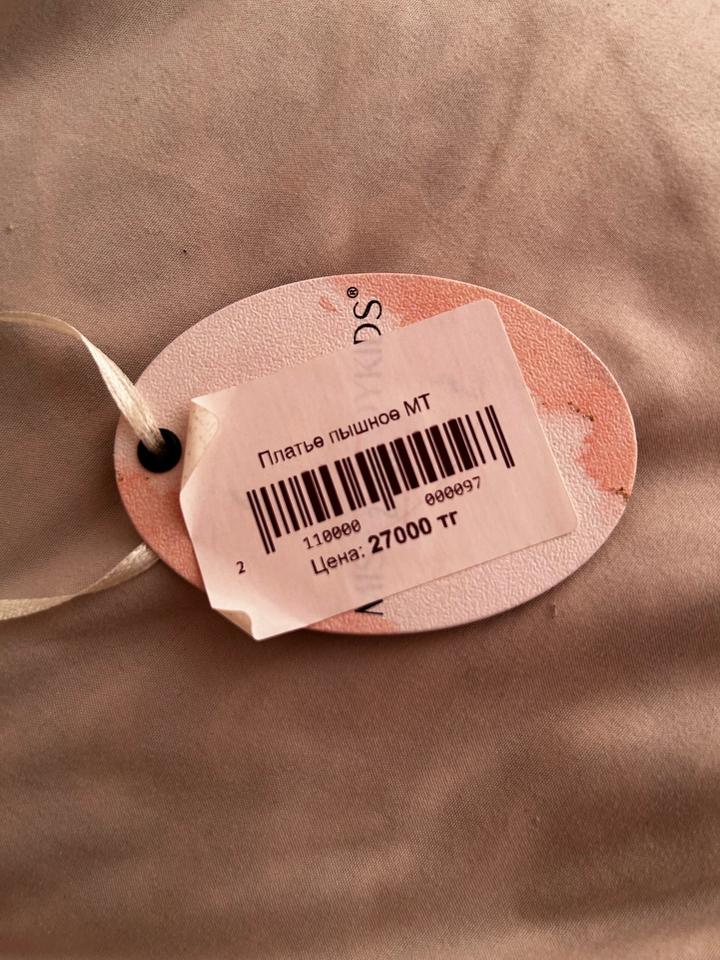 Платье пышное МТ
2 110000 000097
Цена: 27000 тг